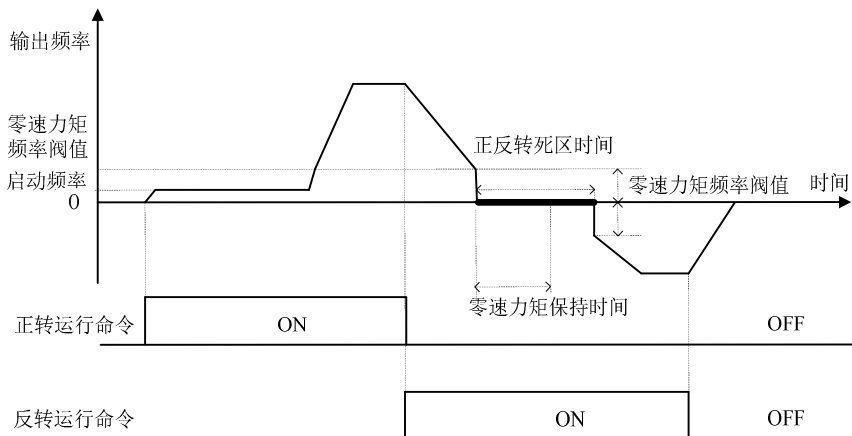 输出频率
零速力矩
频率阀值
正反转死区时间
启动频率
零速力矩频率阀值
时间
0
零速力矩保持时间
正转运行命令
ON
OFF
反转运行命令
ON
OFF